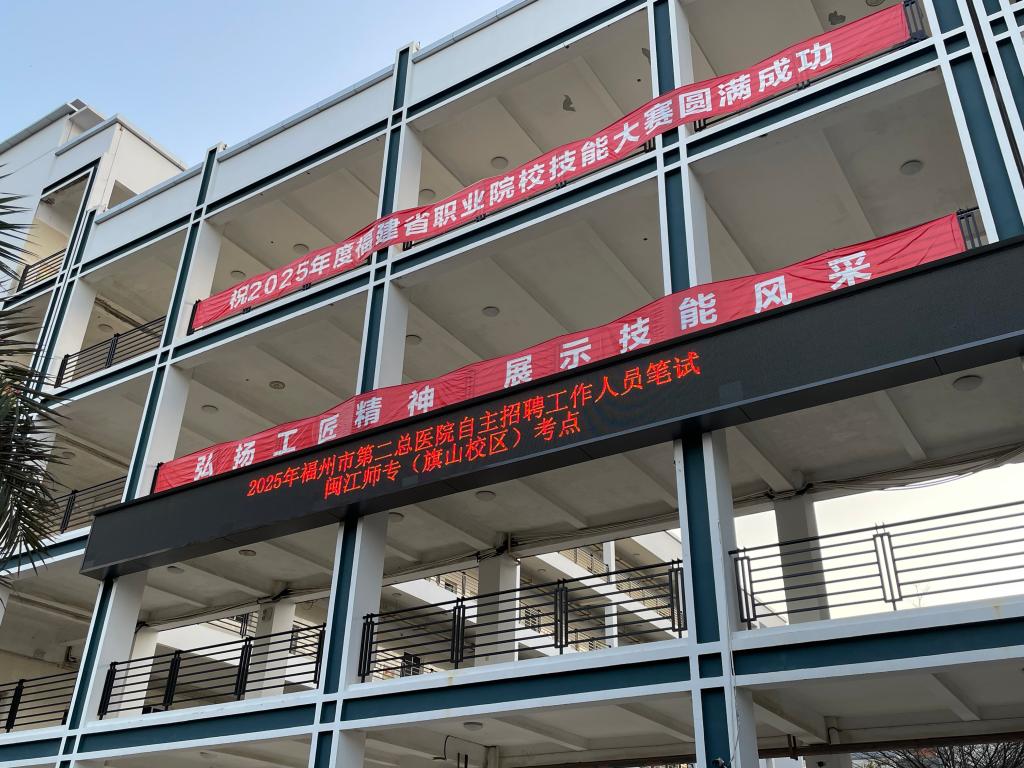 祝2025年度福建省职业院校技能大赛圆满成功
弘扬工匠精神 展示技能风采
2025年福州市第二总医院自主招聘工作人员笔试
闽江师专（旗山校区）考点